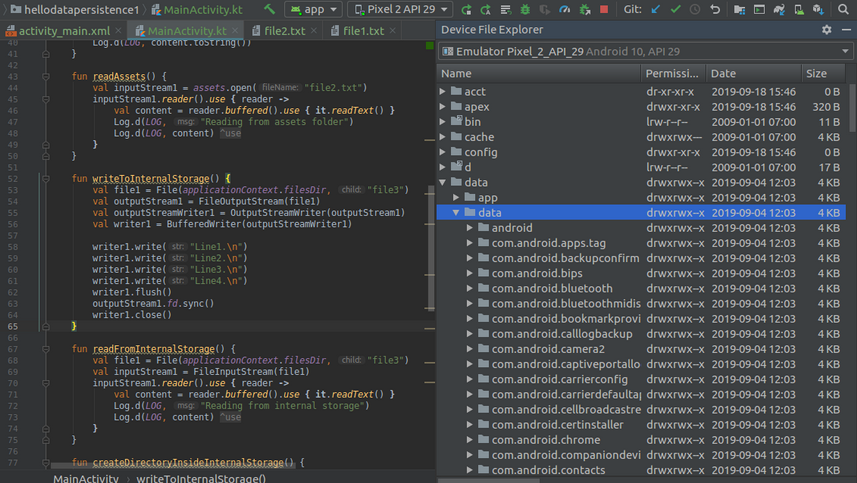 hellodatapersistence1 MainActivity.kt app Pixel 2 API 29 Git:
activity_main.xml MainActivity.kt file2.txt file1.txt
40 Log.d(LOG, content.toString())
41 }
42
43 fun readAssets() {
44 val inputStream1 = assets.open( fileName: "file2.txt")
45 inputStream1.reader().use { reader ->
46 val content = reader.buffered().use { it.readText() }
47 Log.d(LOG, msg: "Reading from assets folder")
48 Log.d(LOG, content) ^use
49 }
50 }
51
52 fun writeToInternalStorage() {
53 val file1 = File(applicationContext.filesDir, child: "file3")
54 val outputStream1 = FileOutputStream(file1)
55 val outputStreamWriter1 = OutputStreamWriter(outputStream1)
56 val writer1 = BufferedWriter(outputStreamWriter1)
57
58 writer1.write( str: "Line1.\n")
59 writer1.write( str: "Line2.\n")
60 writer1.write( str: "Line3.\n")
61 writer1.write( str: "Line4.\n")
62 writer1.flush()
63 outputStream1.fd.sync()
64 writer1.close()
65 }
66
67 fun readFromInternalStorage() {
68 val file1 = File(applicationContext.filesDir, child: "file3")
69 val inputStream1 = FileInputStream(file1)
70 inputStream1.reader().use { reader ->
71 val content = reader.buffered().use { it.readText() }
72 Log.d(LOG, msg: "Reading from internal storage")
73 Log.d(LOG, content) ^use
74 }
75 }
76
77 fun createDirectoryInsideInternalStorage() {
MainActivity writeToInternalStorage()
Device File Explorer
Emulator Pixel_2_API_29 Android 10, API 29
Name Permissi... Date Size
acct dr-xr-xr-x 2019-09-18 15:46 0 B
apex drwxr-xr-x 2019-09-18 15:46 320 B
bin lrw-r--r-- 2009-01-01 07:00 11 B
cache drwxrwx--- 2009-01-01 07:00 4 KB
config drwxr-xr-x 2019-09-18 15:46 0 B
d lrw-r--r-- 2009-01-01 07:00 17 B
data drwxrwx--x 2019-09-04 12:03 4 KB
app drwxrwx--x 2019-09-04 12:03 4 KB
data drwxrwx--x 2019-09-04 12:03 4 KB
android drwxrwx--x 2019-09-04 12:03 4 KB
com.android.apps.tag drwxrwx--x 2019-09-04 12:03 4 KB
com.android.backupconfirm drwxrwx--x 2019-09-04 12:03 4 KB
com.android.bips drwxrwx--x 2019-09-04 12:03 4 KB
com.android.bluetooth drwxrwx--x 2019-09-04 12:03 4 KB
com.android.bluetoothmidis drwxrwx--x 2019-09-04 12:03 4 KB
com.android.bookmarkprovi drwxrwx--x 2019-09-04 12:03 4 KB
com.android.calllogbackup drwxrwx--x 2019-09-04 12:03 4 KB
com.android.camera2 drwxrwx--x 2019-09-04 12:03 4 KB
com.android.captiveportallo drwxrwx--x 2019-09-04 12:03 4 KB
com.android.carrierconfig drwxrwx--x 2019-09-04 12:03 4 KB
com.android.carrierdefaulta drwxrwx--x 2019-09-04 12:03 4 KB
com.android.cellbroadcastre drwxrwx--x 2019-09-04 12:03 4 KB
com.android.certinstaller drwxrwx--x 2019-09-04 12:03 4 KB
com.android.chrome drwxrwx--x 2019-09-04 12:03 4 KB
com.android.companiondevi drwxrwx--x 2019-09-04 12:03 4 KB
com.android.contacts drwxrwx--x 2019-09-04 12:03 4 KB